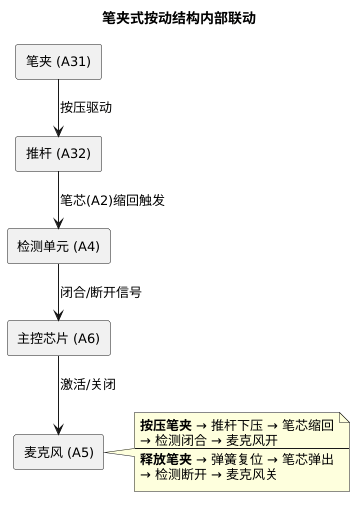 笔夹式按动结构内部联动
笔夹 (A31)
按压驱动
推杆 (A32)
笔芯(A2)缩回触发
检测单元 (A4)
闭合/断开信号
主控芯片 (A6)
激活/关闭
麦克风 (A5)
按压笔夹 → 推杆下压 → 笔芯缩回
→ 检测闭合 → 麦克风开
释放笔夹 → 弹簧复位 → 笔芯弹出
→ 检测断开 → 麦克风关